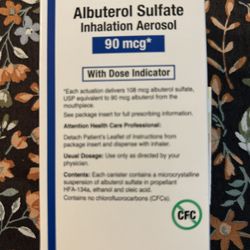 Albuterol Sulfate
Inhalation Aerosol
90 mcg*
With Dose Indicator
*Each actuation delivers 108 mcg albuterol sulfate,
USP equivalent to 90 mcg albuterol from the
mouthpiece.
See package insert for full prescribing information.
Attention Health Care Professional:
Detach Patient's Leaflet of Instructions from
package insert and dispense with inhaler.
Usual Dosage: Use only as directed by your
physician.
Contents: Each canister contains a microcrystalline
suspension of albuterol sulfate in propellant
HFA-134a, ethanol and oleic acid.
Contains no chlorofluorocarbons (CFCs).
CFC